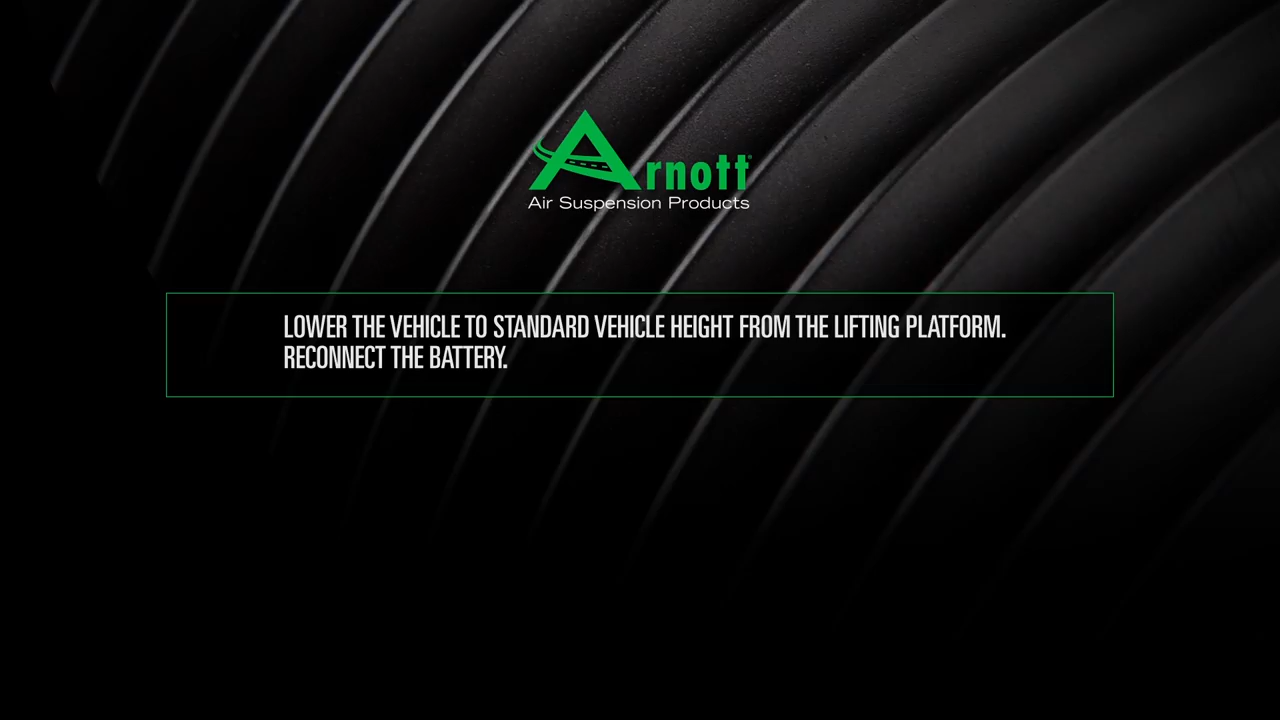 Arnott®
Air Suspension Products
LOWER THE VEHICLE TO STANDARD VEHICLE HEIGHT FROM THE LIFTING PLATFORM.
RECONNECT THE BATTERY.